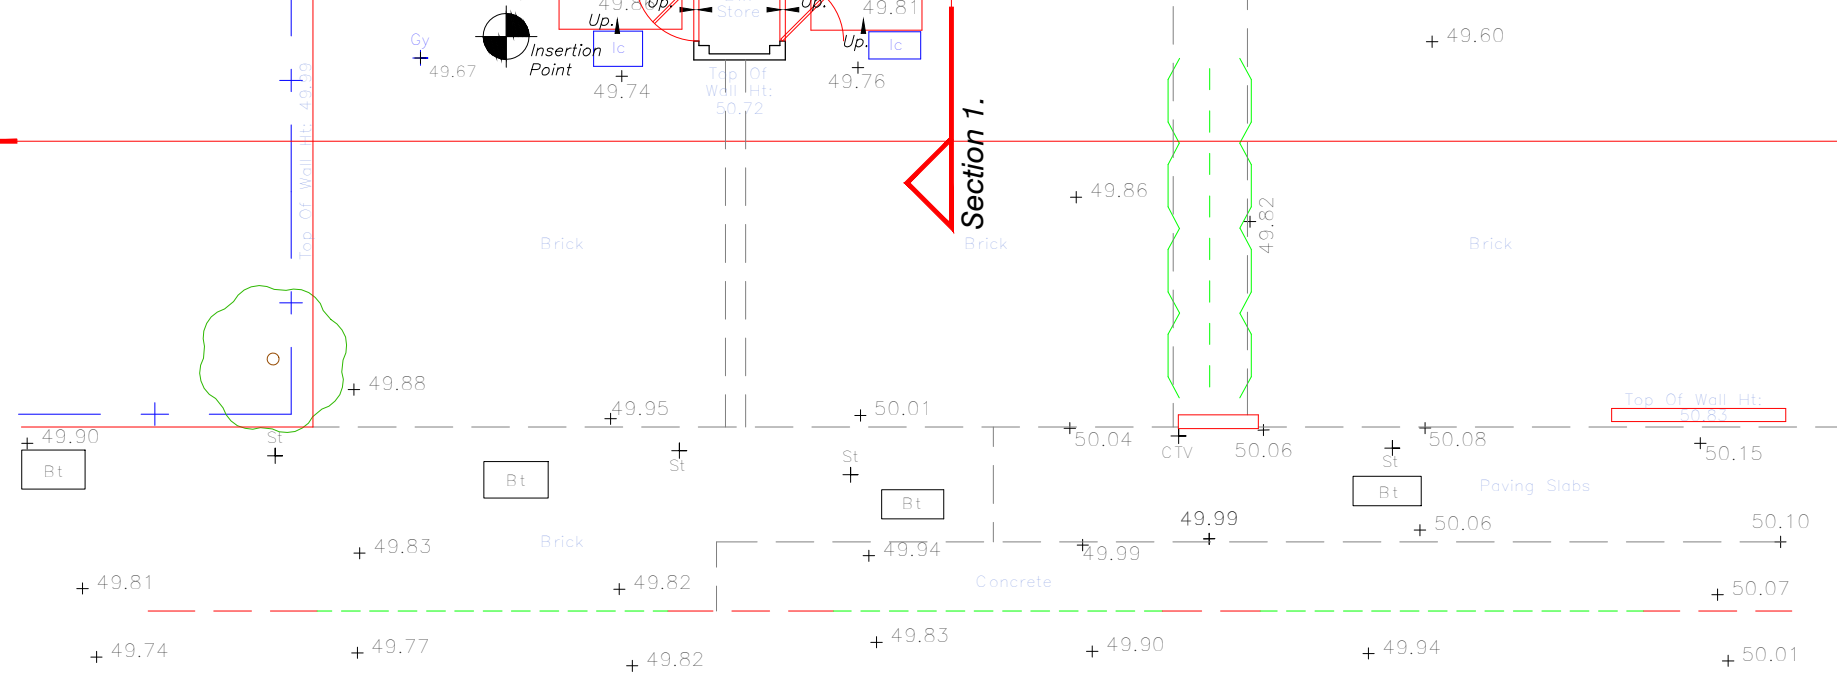 49.81
Up.
Up.
Store
Up.
Up.
Gy
Ic
Ic
49.60
Insertion
Point
49.67
49.74
Top Of
Wall Ht:
50.72
49.76
Top Of Wall Ht: 49.99
Section 1.
49.86
49.82
Brick
Brick
Brick
49.88
49.95
50.01
Top Of Wall Ht:
50.83
49.90
St
50.04
50.06
50.08
50.15
CTV
St
St
St
Bt
Bt
Bt
Bt
Paving Slabs
49.99
50.06
50.10
Brick
49.83
49.94
49.99
49.81
49.82
Concrete
50.07
49.74
49.77
49.82
49.83
49.90
49.94
50.01